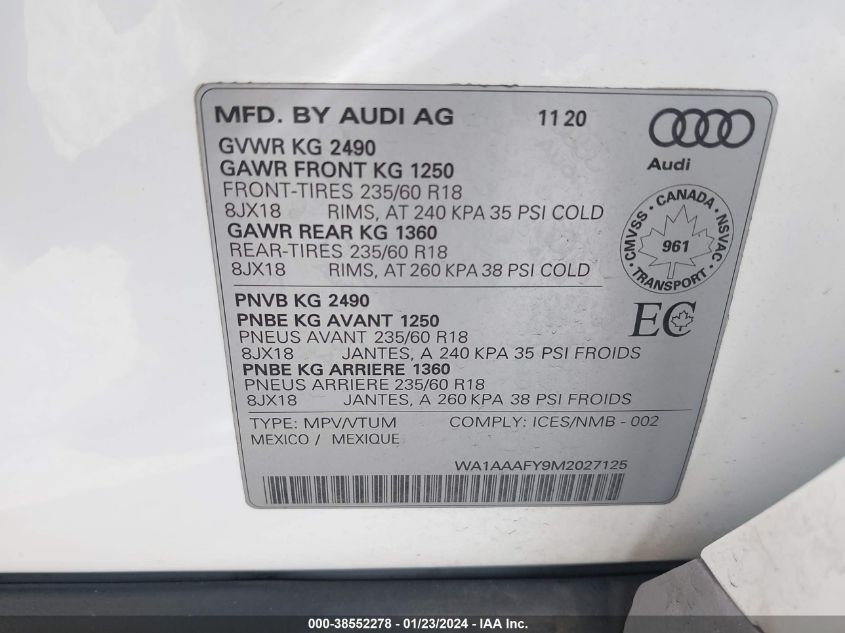 MFD. BY AUDI AG 11 20
Audi
GVWR KG 2490
GAWR FRONT KG 1250
FRONT-TIRES 235/60 R18
8JX18 RIMS, AT 240 KPA 35 PSI COLD
GAWR REAR KG 1360
REAR-TIRES 235/60 R18
8JX18 RIMS, AT 260 KPA 38 PSI COLD
CMVSS · CANADA · NSVAC
961
TRANSPORT
PNVB KG 2490
PNBE KG AVANT 1250
PNEUS AVANT 235/60 R18
8JX18 JANTES, A 240 KPA 35 PSI FROIDS
PNBE KG ARRIERE 1360
PNEUS ARRIERE 235/60 R18
8JX18 JANTES, A 260 KPA 38 PSI FROIDS
EC
TYPE: MPV/VTUM COMPLY: ICES/NMB - 002
MEXICO / MEXIQUE
WA1AAAFY9M2027125
000-38552278 - 01/23/2024 - IAA Inc.